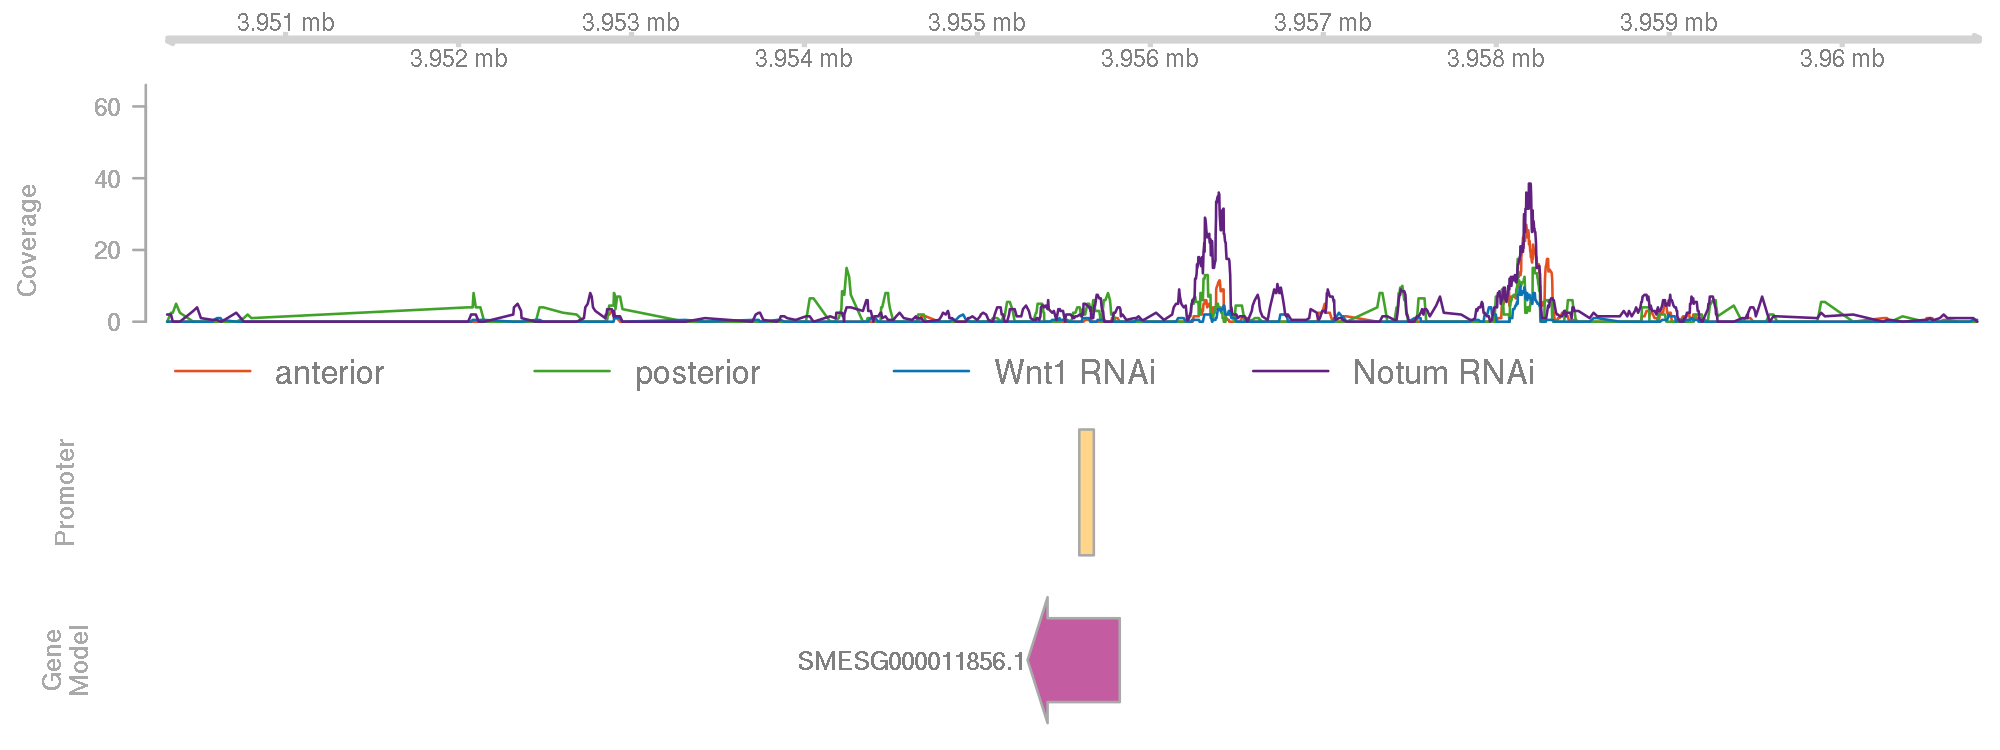 3.951 mb 3.953 mb 3.955 mb 3.957 mb 3.959 mb
3.952 mb 3.954 mb 3.956 mb 3.958 mb 3.96 mb
60
40
20
0
Coverage
anterior posterior Wnt1 RNAi Notum RNAi
Promoter
Gene
Model
SMESG000011856.1